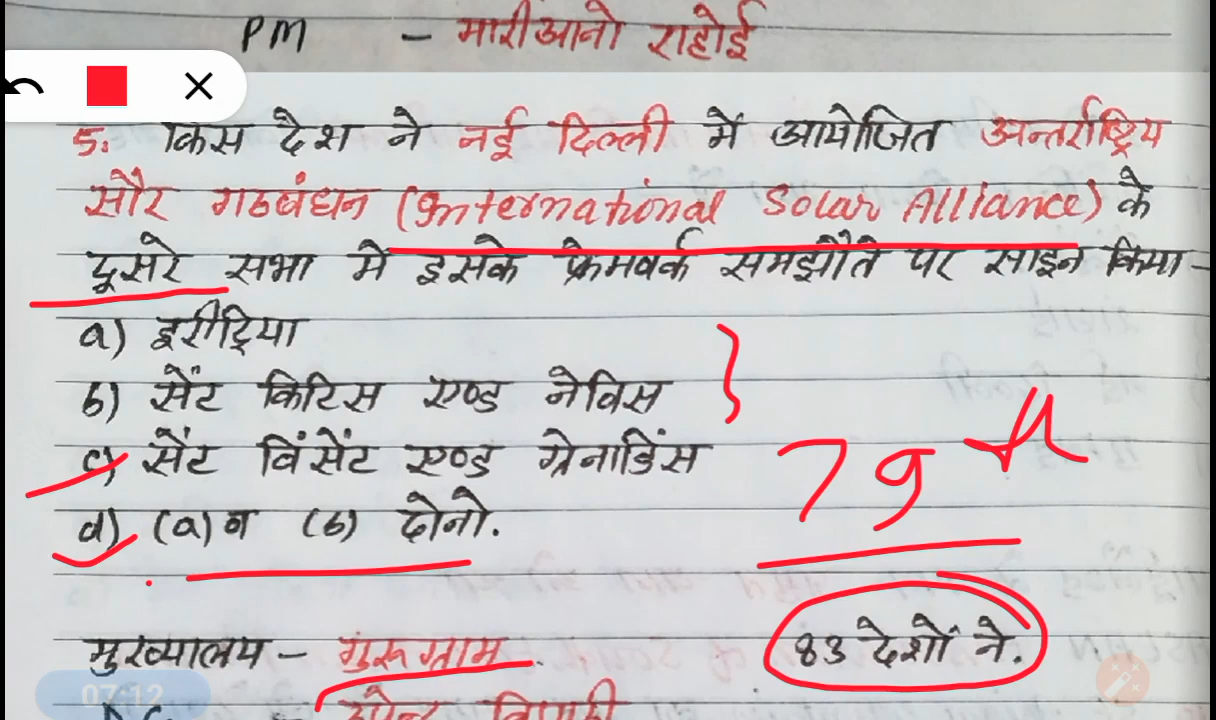 PM - मारीआनो राहोई
5. किस देश ने नई दिल्ली में आयोजित अन्तर्राष्ट्रिय
सौर गठबंधन (International Solar Alliance) के
दूसरे सभा में इसके फ्रेमवर्क समझौते पर साइन किया -
a) इरीट्रिया
b) सेंट किटिस एण्ड नेविस
c) सेंट विंसेंट एण्ड ग्रेनाडिंस
d) (a) व (b) दोनो.
79
मुख्यालय - गुरूग्राम
83 देशों ने.
07:12